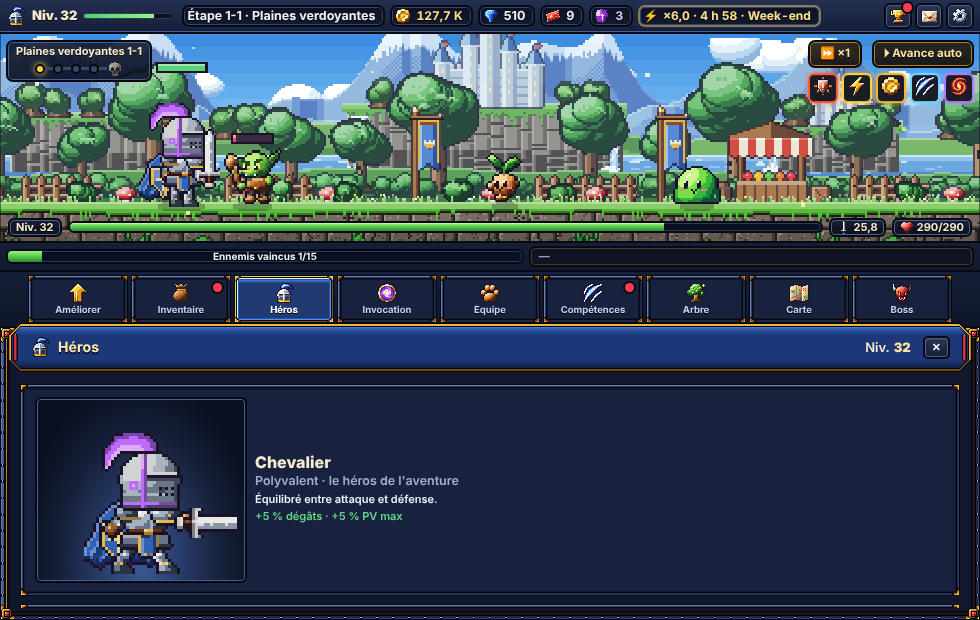 Niv. 32
Étape 1-1 · Plaines verdoyantes
127,7 K
510
9
3
×6,0 · 4 h 58 · Week-end
Plaines verdoyantes 1-1
×1
Avance auto
Niv. 32
25,8
290/290
Ennemis vaincus 1/15
—
Améliorer
Inventaire
Héros
Invocation
Equipe
Compétences
Arbre
Carte
Boss
Héros
Niv. 32
×
Chevalier
Polyvalent · le héros de l'aventure
Équilibré entre attaque et défense.
+5 % dégâts · +5 % PV max